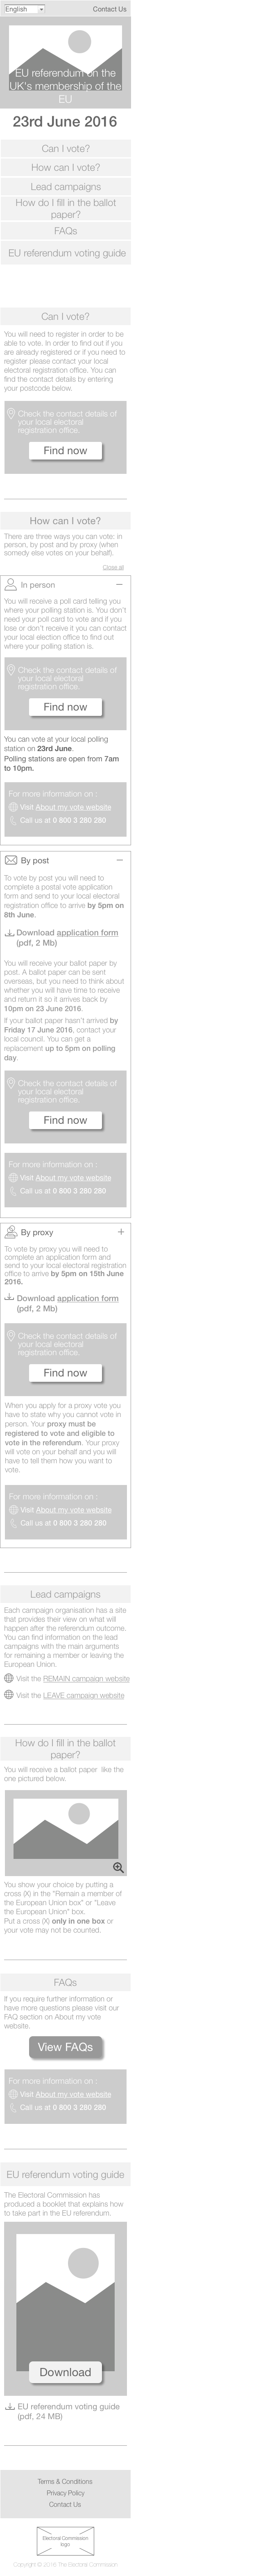 English
Contact Us
EU referendum on the
UK's membership of the
EU
23rd June 2016
Can I vote?
How can I vote?
Lead campaigns
How do I fill in the ballot
paper?
FAQs
EU referendum voting guide
Can I vote?
You will need to register in order to be
able to vote. In order to find out if you
are already registered or if you need to
register please contact your local
electoral registration office. You can
find the contact details by entering
your postcode below.
Check the contact details of
your local electoral
registration office.
Find now
How can I vote?
There are three ways you can vote: in
person, by post and by proxy (when
somedy else votes on your behalf).
Close all
In person
You will receive a poll card telling you
where your polling station is. You don't
need your poll card to vote and if you
lose or don't receive it you can contact
your local election office to find out
where your polling station is.
Check the contact details of
your local electoral
registration office.
Find now
You can vote at your local polling
station on 23rd June.
Polling stations are open from 7am
to 10pm.
For more information on :
Visit About my vote website
Call us at 0 800 3 280 280
By post
To vote by post you will need to
complete a postal vote application
form and send to your local electoral
registration office to arrive by 5pm on
8th June.
Download application form
(pdf, 2 Mb)
You will receive your ballot paper by
post. A ballot paper can be sent
overseas, but you need to think about
whether you will have time to receive
and return it so it arrives back by
10pm on 23 June 2016.
If your ballot paper hasn't arrived by
Friday 17 June 2016, contact your
local council. You can get a
replacement up to 5pm on polling
day.
Check the contact details of
your local electoral
registration office.
Find now
For more information on :
Visit About my vote website
Call us at 0 800 3 280 280
By proxy
To vote by proxy you will need to
complete an application form and
send to your local electoral registration
office to arrive by 5pm on 15th June
2016.
Download application form
(pdf, 2 Mb)
Check the contact details of
your local electoral
registration office.
Find now
When you apply for a proxy vote you
have to state why you cannot vote in
person. Your proxy must be
registered to vote and eligible to
vote in the referendum. Your proxy
will vote on your behalf and you will
have to tell them how you want to
vote.
For more information on :
Visit About my vote website
Call us at 0 800 3 280 280
Lead campaigns
Each campaign organisation has a site
that provides their view on what will
happen after the referendum outcome.
You can find information on the lead
campaigns with the main arguments
for remaining a member or leaving the
European Union.
Visit the REMAIN campaign website
Visit the LEAVE campaign website
How do I fill in the ballot
paper?
You will receive a ballot paper like the
one pictured below.
You show your choice by putting a
cross (X) in the "Remain a member of
the European Union box" or "Leave
the European Union" box.
Put a cross (X) only in one box or
your vote may not be counted.
FAQs
If you require further information or
have more questions please visit our
FAQ section on About my vote
website.
View FAQs
For more information on :
Visit About my vote website
Call us at 0 800 3 280 280
EU referendum voting guide
The Electoral Commission has
produced a booklet that explains how
to take part in the EU referendum.
Download
EU referendum voting guide
(pdf, 24 MB)
Terms & Conditions
Privacy Policy
Contact Us
Electoral Commission
logo
Copyright © 2016 The Electoral Commission